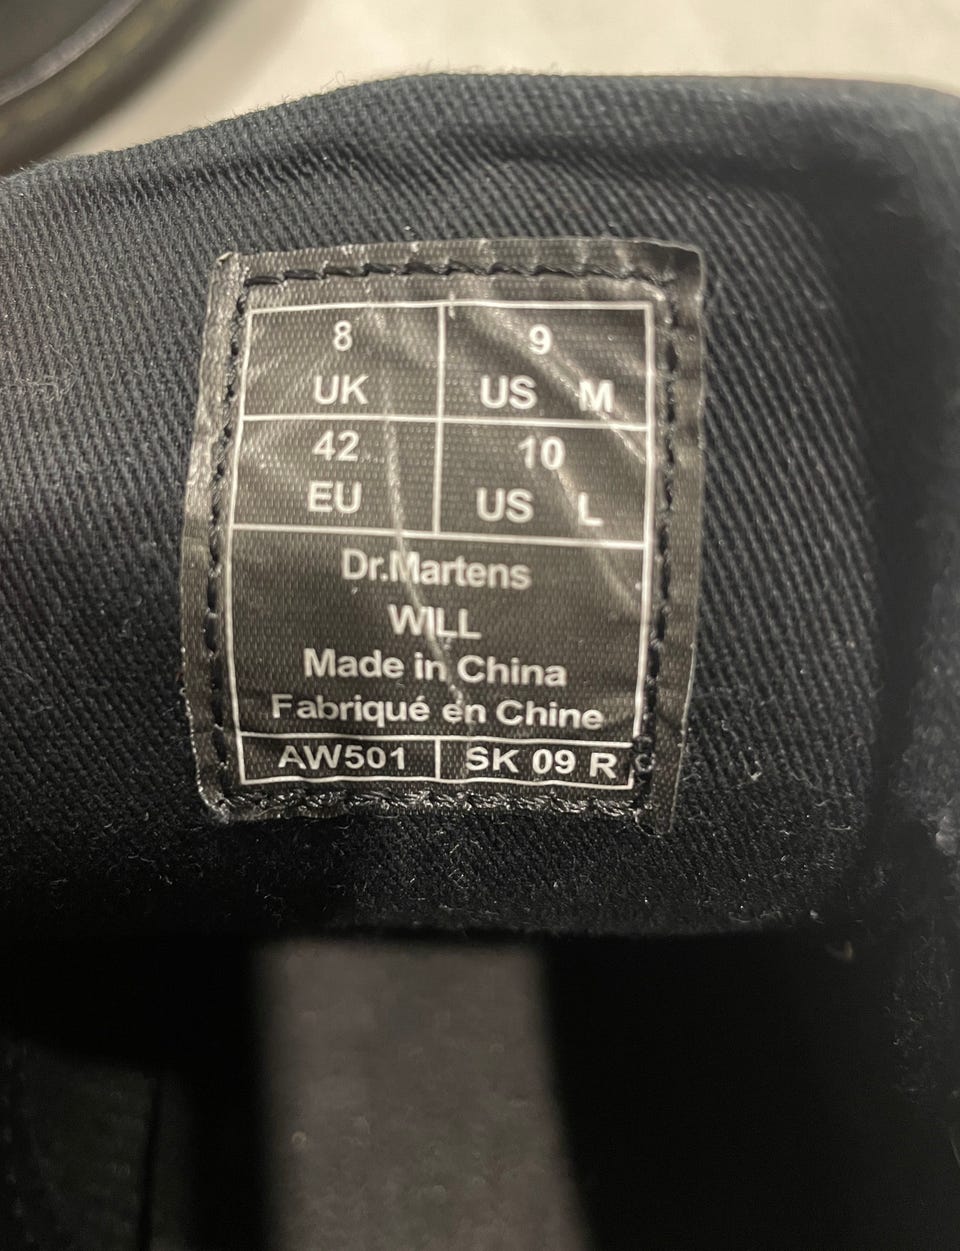 8
UK
9
US M
42
EU
10
US L
Dr.Martens
WILL
Made in China
Fabriqué en Chine
AW501
SK 09 R